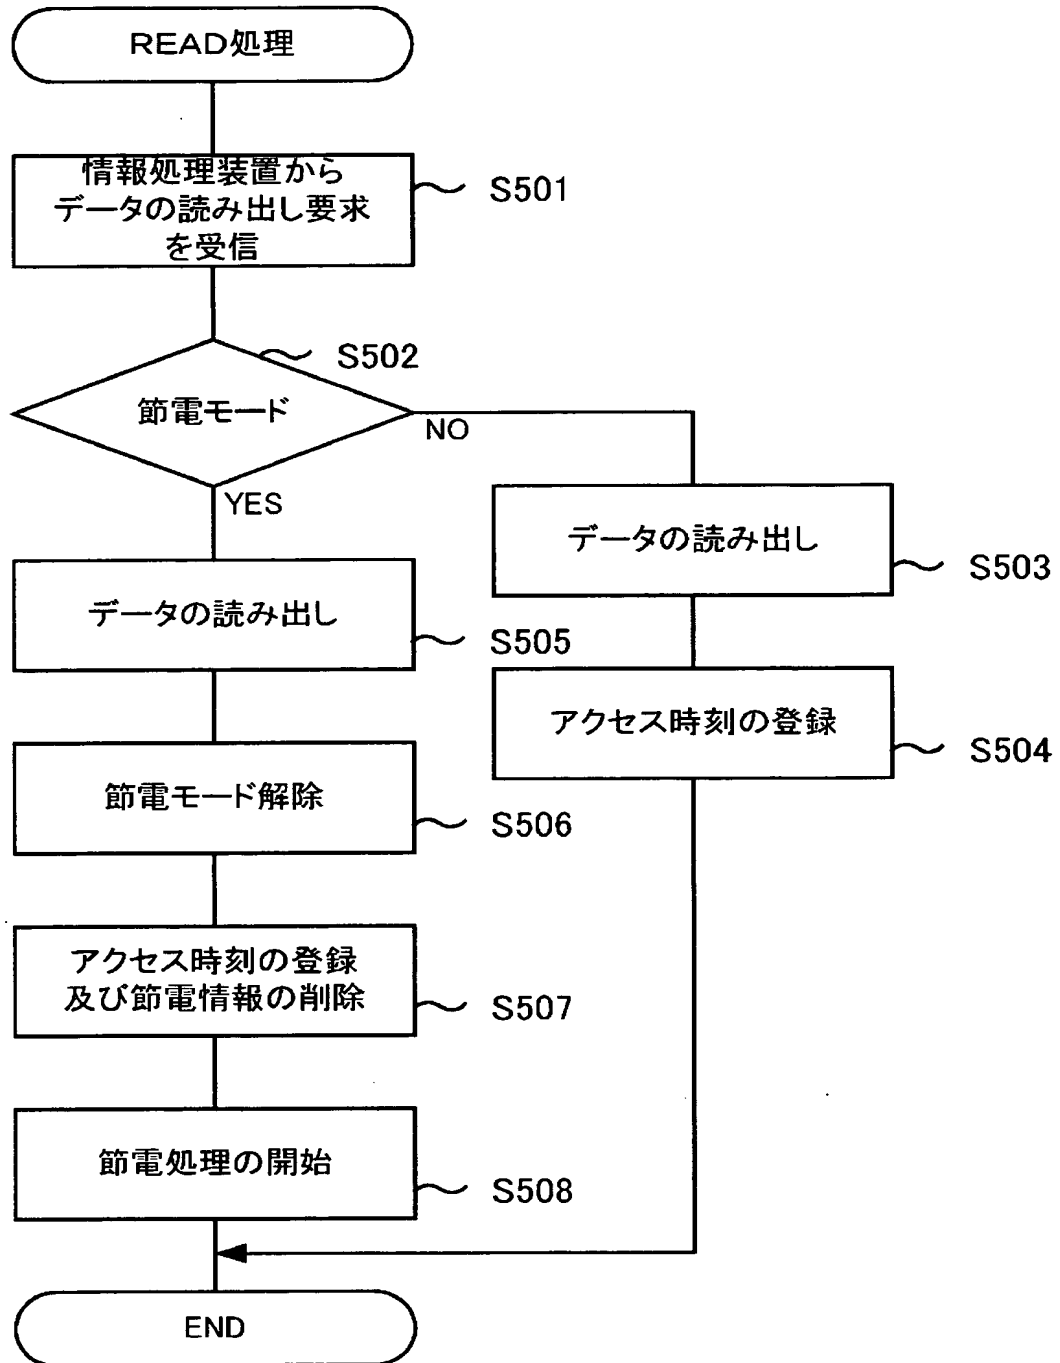 READ処理
情報処理装置から
データの読み出し要求
を受信
S501
S502
節電モード
NO
YES
データの読み出し
S503
データの読み出し
S505
アクセス時刻の登録
S504
節電モード解除
S506
アクセス時刻の登録
及び節電情報の削除
S507
節電処理の開始
S508
END